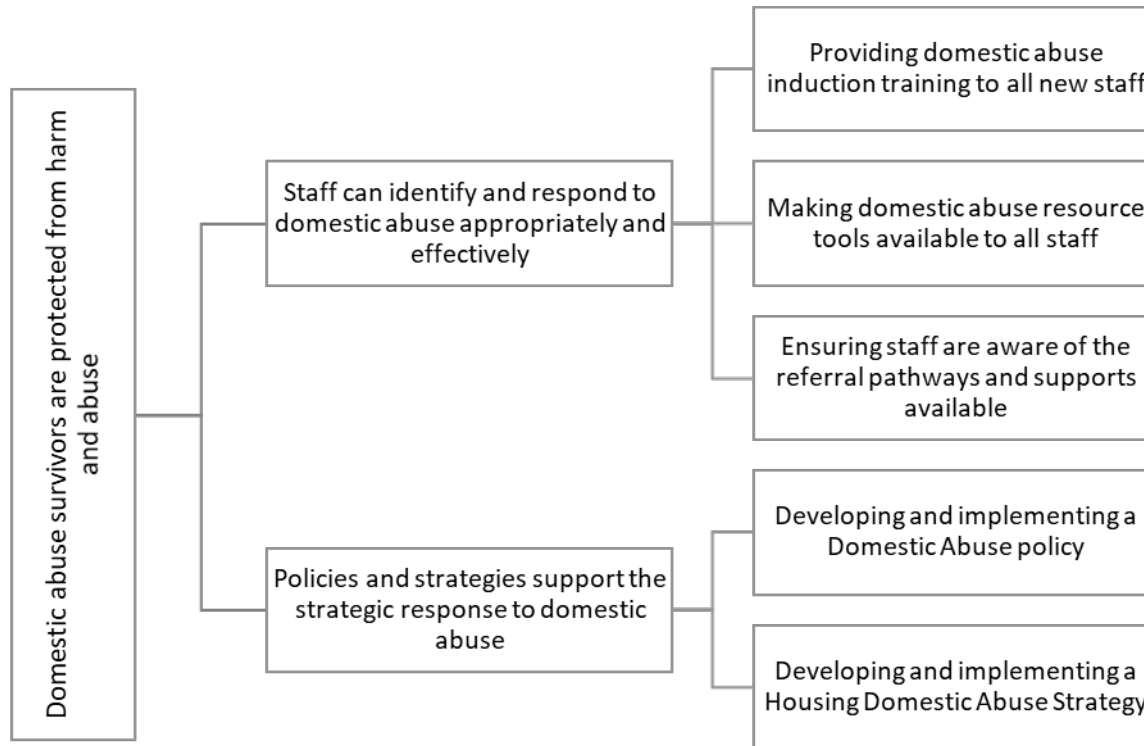 Domestic abuse survivors are protected from harm
and abuse
Staff can identify and respond to
domestic abuse appropriately and
effectively
Providing domestic abuse
induction training to all new staff
Making domestic abuse resource
tools available to all staff
Ensuring staff are aware of the
referral pathways and supports
available
Policies and strategies support the
strategic response to domestic
abuse
Developing and implementing a
Domestic Abuse policy
Developing and implementing a
Housing Domestic Abuse Strategy